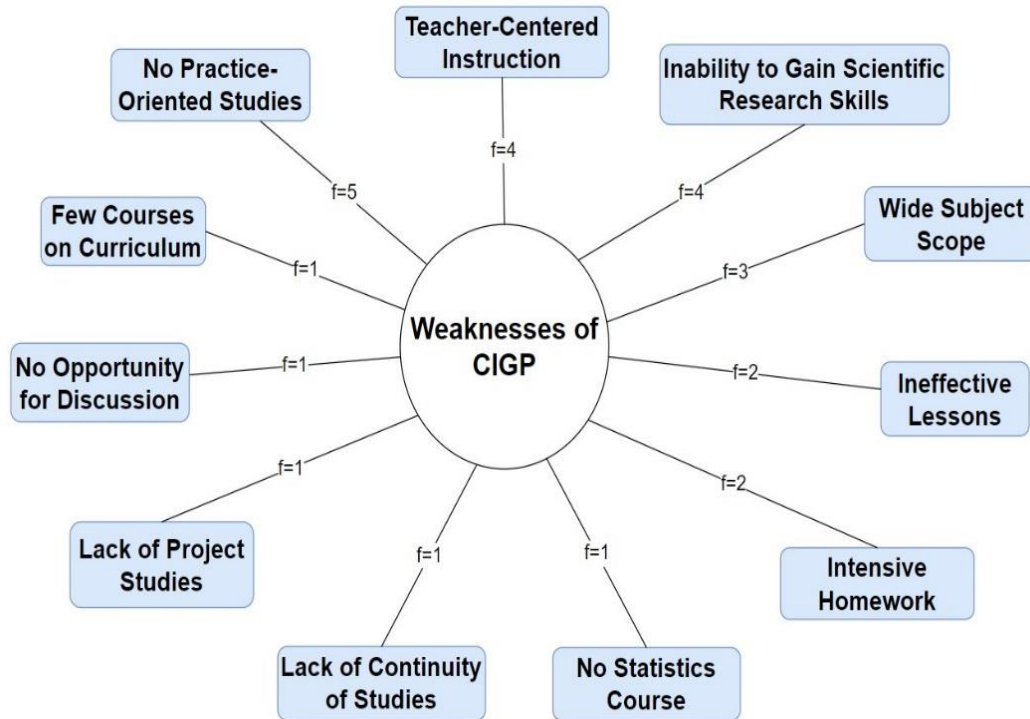 Teacher-Centered
Instruction
No Practice-
Oriented Studies
Inability to Gain Scientific
Research Skills
f=4
f=5
f=4
Few Courses
on Curriculum
Wide Subject
Scope
f=1
f=3
Weaknesses of
CIGP
No Opportunity
for Discussion
f=1
f=2
Ineffective
Lessons
f=1
f=2
Lack of Project
Studies
f=1
f=1
Intensive
Homework
Lack of Continuity
of Studies
No Statistics
Course